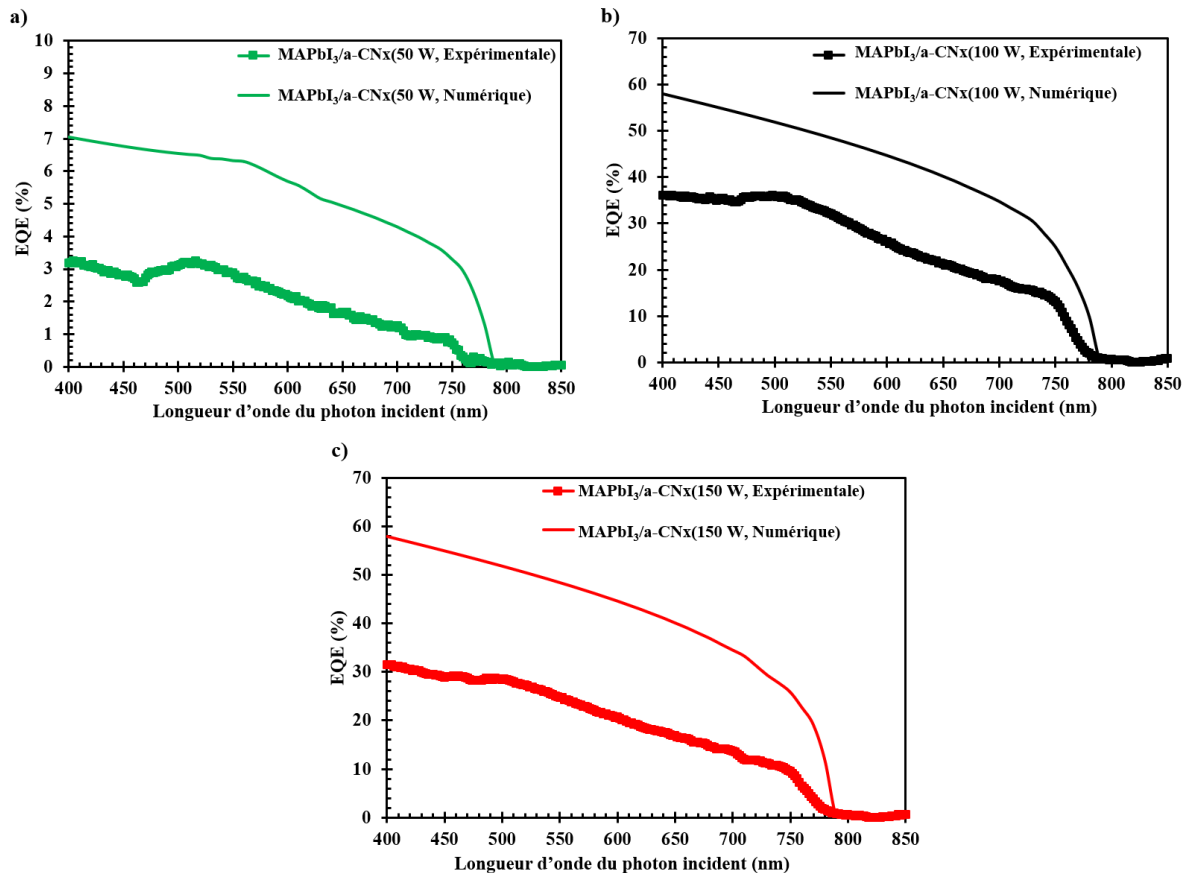 a)
MAPbI₃/a-CNx(50 W, Expérimentale)
MAPbI₃/a-CNx(50 W, Numérique)
EQE (%)
10
9
8
7
6
5
4
3
2
1
0
400 450 500 550 600 650 700 750 800 850
Longueur d’onde du photon incident (nm)
b)
MAPbI₃/a-CNx(100 W, Expérimentale)
MAPbI₃/a-CNx(100 W, Numérique)
EQE (%)
70
60
50
40
30
20
10
0
400 450 500 550 600 650 700 750 800 850
Longueur d’onde du photon incident (nm)
c)
MAPbI₃/a-CNx(150 W, Expérimentale)
MAPbI₃/a-CNx(150 W, Numérique)
EQE (%)
70
60
50
40
30
20
10
0
400 450 500 550 600 650 700 750 800 850
Longueur d’onde du photon incident (nm)